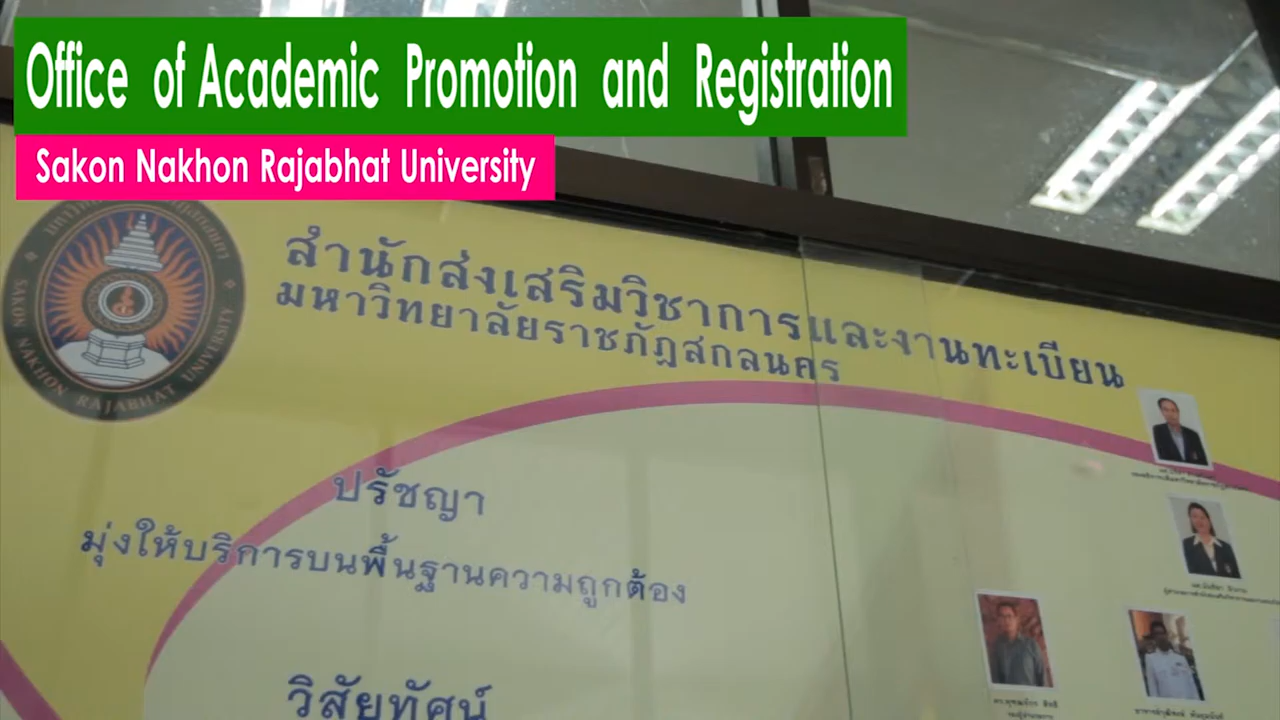 Office of Academic Promotion and Registration
Sakon Nakhon Rajabhat University
SAKON NAKHON RAJABHAT UNIVERSITY
สำนักส่งเสริมวิชาการและงานทะเบียน
มหาวิทยาลัยราชภัฏสกลนคร
ปรัชญา
มุ่งให้บริการบนพื้นฐานความถูกต้อง
วิสัยทัศน์